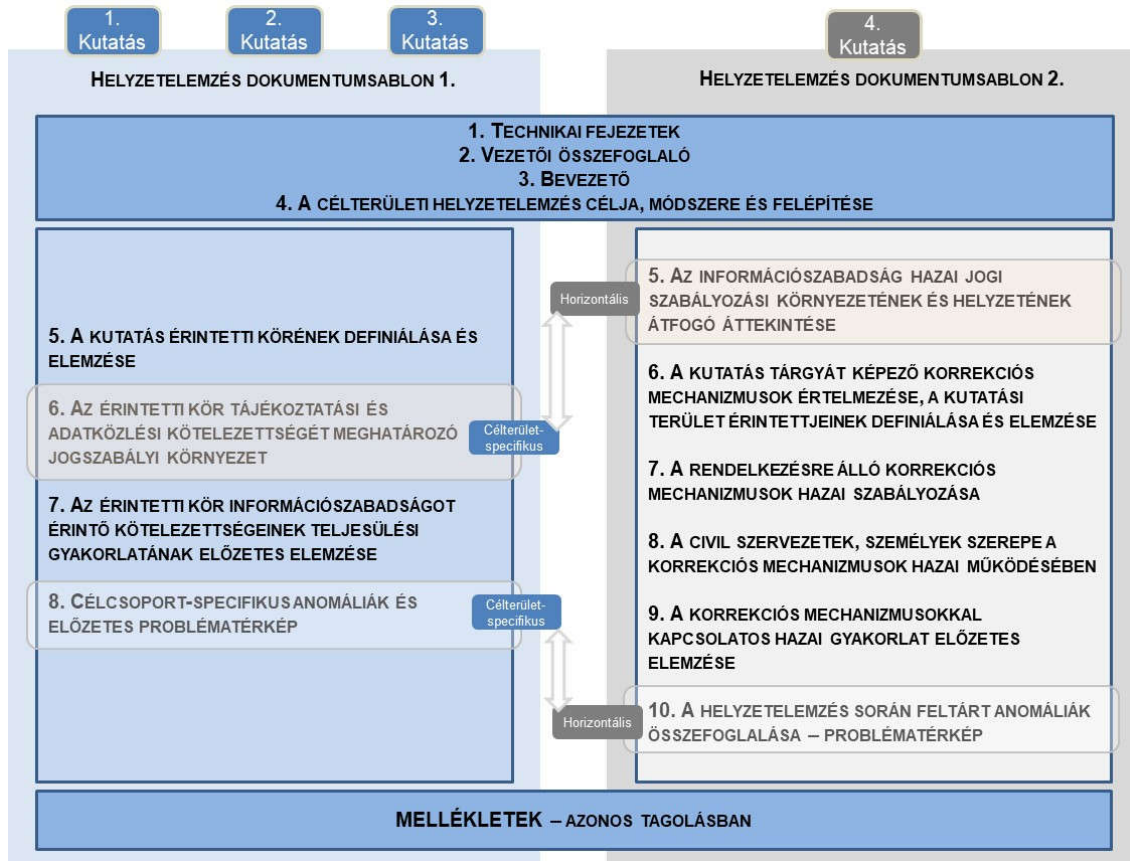 1.
Kutatás
2.
Kutatás
3.
Kutatás
4.
Kutatás
HELYZETELEMZÉS DOKUMENTUMSABLON 1.
HELYZETELEMZÉS DOKUMENTUMSABLON 2.
1. TECHNIKAI FEJEZETEK
2. VEZETŐI ÖSSZEFOGLALÓ
3. BEVEZETŐ
4. A CÉLTERÜLETI HELYZETELEMZÉS CÉLJA, MÓDSZERE ÉS FELÉPÍTÉSE
5. A KUTATÁS ÉRINTETTI KÖRÉNEK DEFINIÁLÁSA ÉS
ELEMZÉSE
6. AZ ÉRINTETTI KÖR TÁJÉKOZTATÁSI ÉS
ADATKÖZLÉSI KÖTELEZETTSÉGÉT MEGHATÁROZÓ
JOGSZABÁLYI KÖRNYEZET
7. AZ ÉRINTETTI KÖR INFORMÁCIÓSZABADSÁGOT
ÉRINTŐ KÖTELEZETTSÉGEINEK TELJESÜLÉSI
GYAKORLATÁNAK ELŐZETES ELEMZÉSE
8. CÉLCSOPORT-SPECIFIKUS ANOMÁLIÁK ÉS
ELŐZETES PROBLÉMATÉRKÉP
Horizontális
Célterület-
specifikus
Célterület-
specifikus
Horizontális
5. AZ INFORMÁCIÓSZABADSÁG HAZAI JOGI
SZABÁLYOZÁSI KÖRNYEZETÉNEK ÉS HELYZETÉNEK
ÁTFOGÓ ÁTTEKINTÉSE
6. A KUTATÁS TÁRGYÁT KÉPEZŐ KORREKCIÓS
MECHANIZMUSOK ÉRTELMEZÉSE, A KUTATÁSI
TERÜLET ÉRINTETTJEINEK DEFINIÁLÁSA ÉS ELEMZÉSE
7. A RENDELKEZÉSRE ÁLLÓ KORREKCIÓS
MECHANIZMUSOK HAZAI SZABÁLYOZÁSA
8. A CIVIL SZERVEZETEK, SZEMÉLYEK SZEREPE A
KORREKCIÓS MECHANIZMUSOK HAZAI MŰKÖDÉSÉBEN
9. A KORREKCIÓS MECHANIZMUSOKKAL
KAPCSOLATOS HAZAI GYAKORLAT ELŐZETES
ELEMZÉSE
10. A HELYZETELEMZÉS SORÁN FELTÁRT ANOMÁLIÁK
ÖSSZEFOGLALÁSA – PROBLÉMATÉRKÉP
MELLÉKLETEK – AZONOS TAGOLÁSBAN